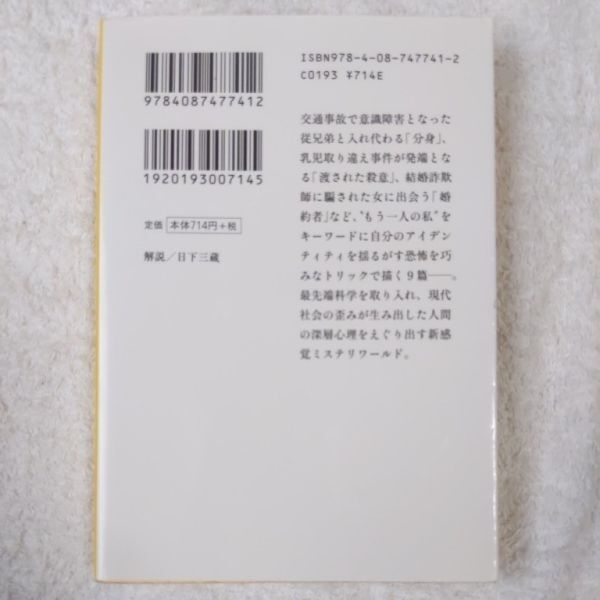 9784087477412
1920193007145
定価 本体714円+税
解説/日下三蔵
ISBN978-4-08-747741-2
C0193 ¥714E
交通事故で意識障害となった
従兄弟と入れ代わる「分身」、
乳児取り違え事件が発端とな
る「渡された殺意」、結婚詐欺
師に騙された女に出会う「婚
約者」など、〝もう一人の私〟を
キーワードに自分のアイデン
ティティを揺るがす恐怖を巧
みなトリックで描く9篇——。
最先端科学を取り入れ、現代
社会の歪みが生み出した人間
の深層心理をえぐり出す新感
覚ミステリワールド。